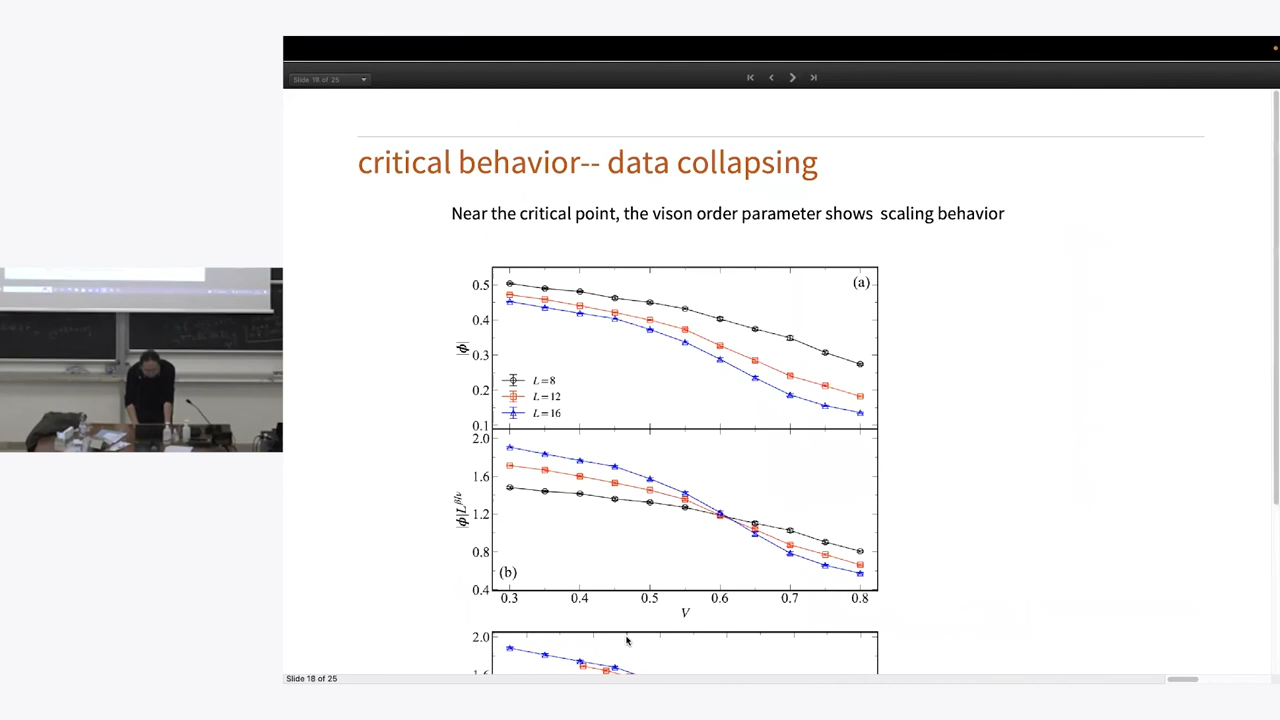 Slide 18 of 25
critical behavior-- data collapsing
Near the critical point, the vison order parameter shows scaling behavior
(a)
0.5
0.4
0.3
0.2
0.1
|ϕ|
L=8
L=12
L=16
2.0
1.6
1.2
0.8
0.4
|ϕ|L^β/ν
(b)
0.3 0.4 0.5 0.6 0.7 0.8
V
2.0
1.6
Slide 18 of 25